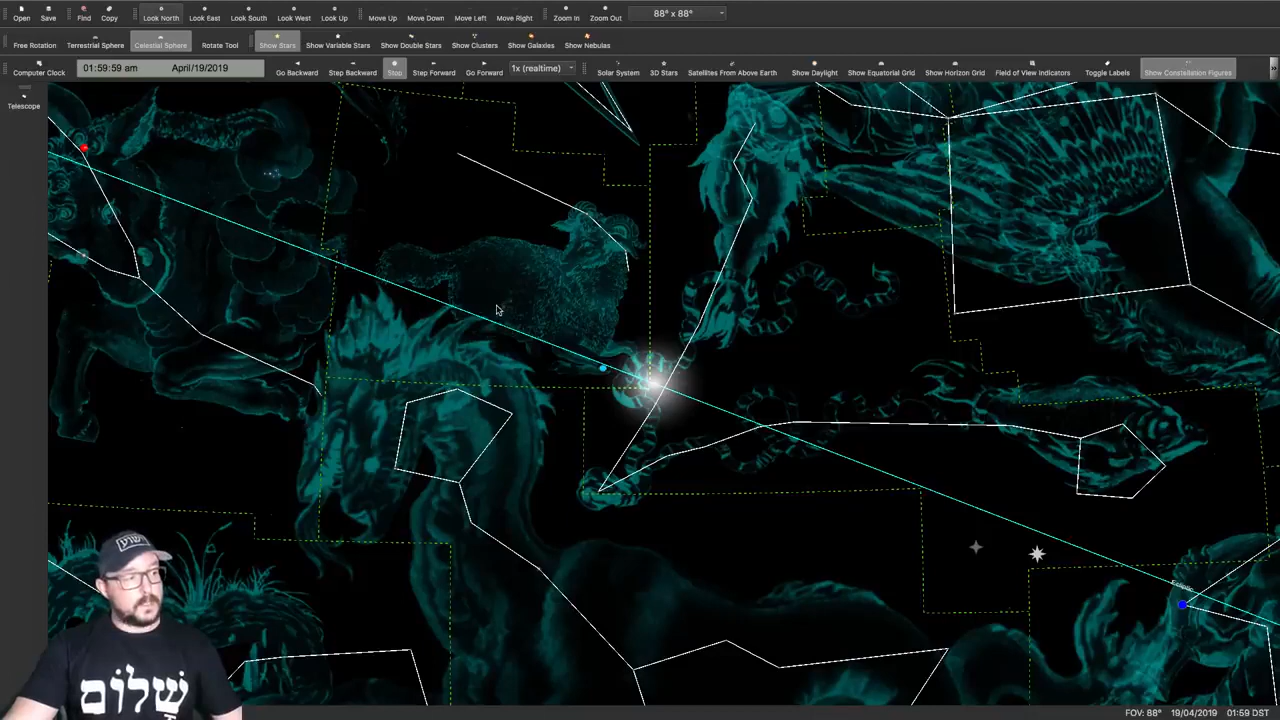 Open Save Find Copy Look North Look East Look South Look West Look Up Move Up Move Down Move Left Move Right Zoom In Zoom Out 88° x 88°
Free Rotation Terrestrial Sphere Celestial Sphere Rotate Tool Show Stars Show Variable Stars Show Double Stars Show Clusters Show Galaxies Show Nebulas
Computer Clock 01:59:59 am April/19/2019 Go Backward Step Backward Stop Step Forward Go Forward 1x (realtime) Solar System 3D Stars Satellites From Above Earth Show Daylight Show Equatorial Grid Show Horizon Grid Field of View Indicators Toggle Labels Show Constellation Figures »
Telescope
Ecliptic
שָׁלוֹם
FOV: 88° 19/04/2019 01:59 DST